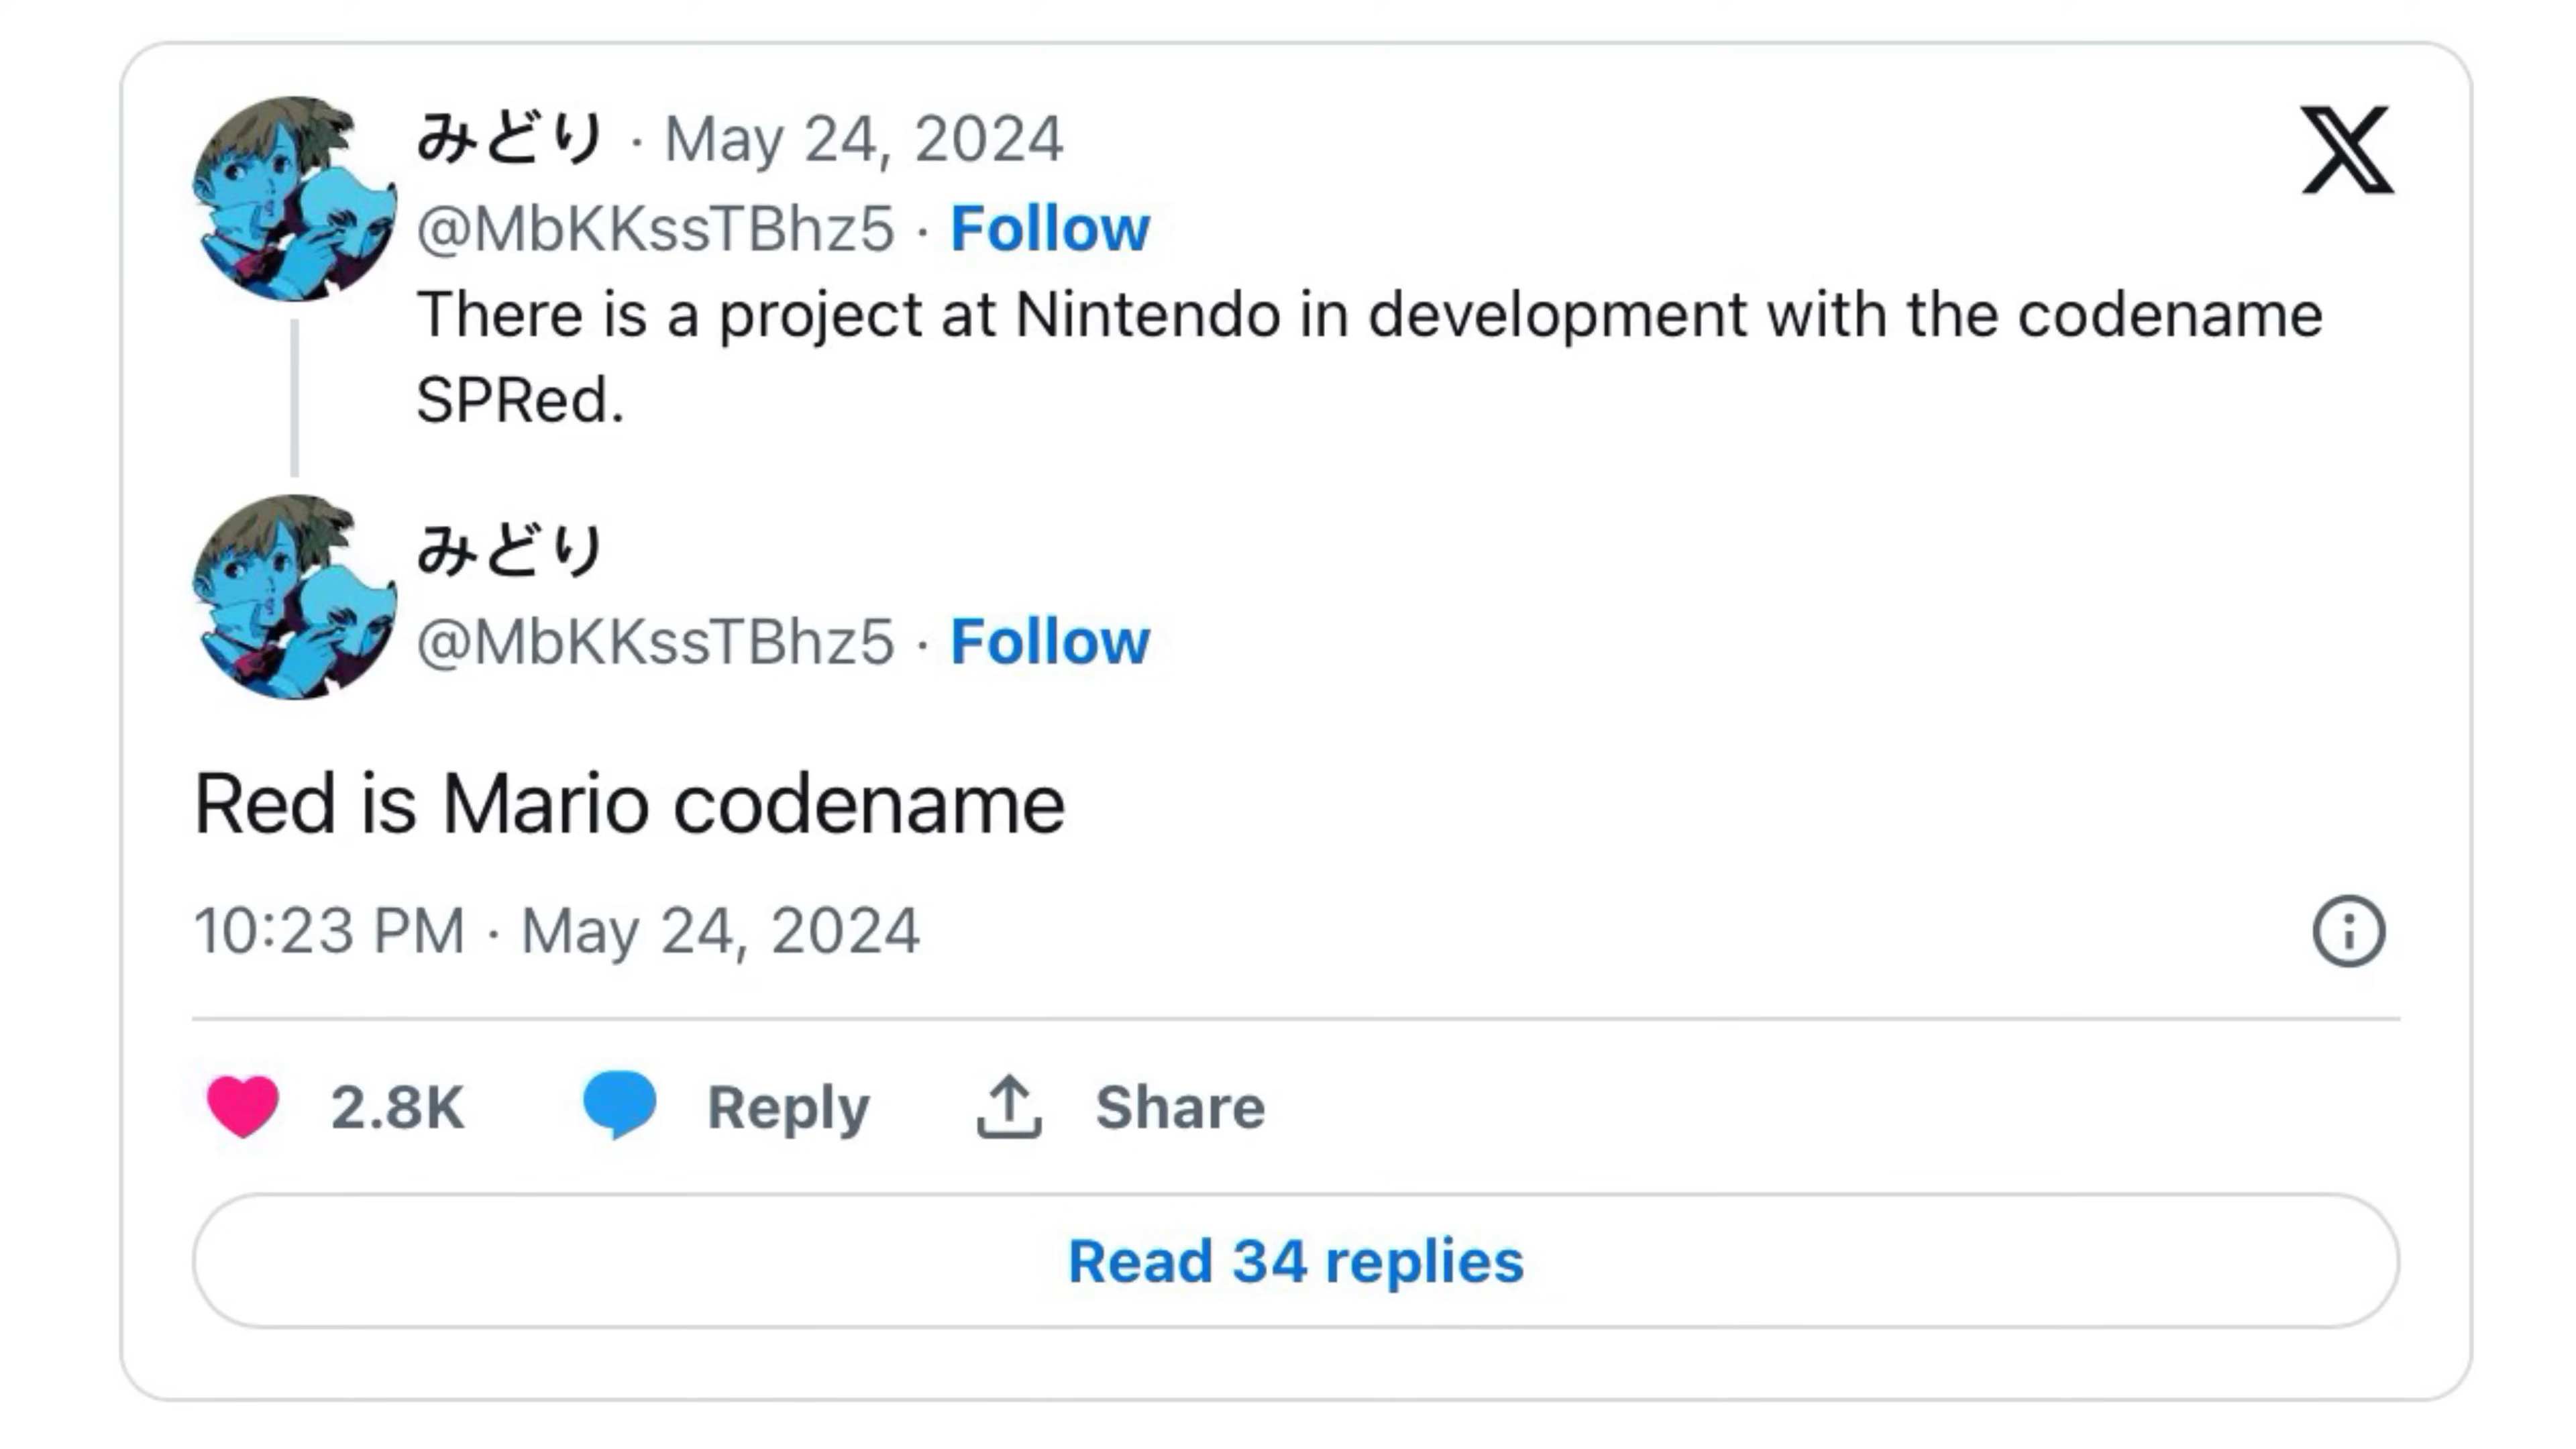 みどり · May 24, 2024
@MbKKssTBhz5 · Follow
There is a project at Nintendo in development with the codename
SPRed.
みどり
@MbKKssTBhz5 · Follow
Red is Mario codename
10:23 PM · May 24, 2024
2.8K Reply Share
Read 34 replies